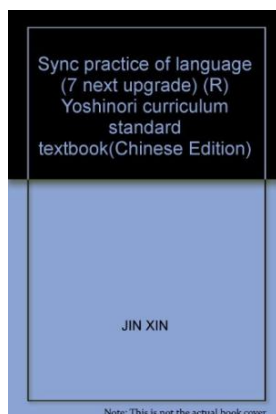 Sync practice of language
(7 next upgrade) (R)
Yoshinori curriculum
standard
textbook(Chinese Edition)
JIN XIN
Note: This is not the actual book cover